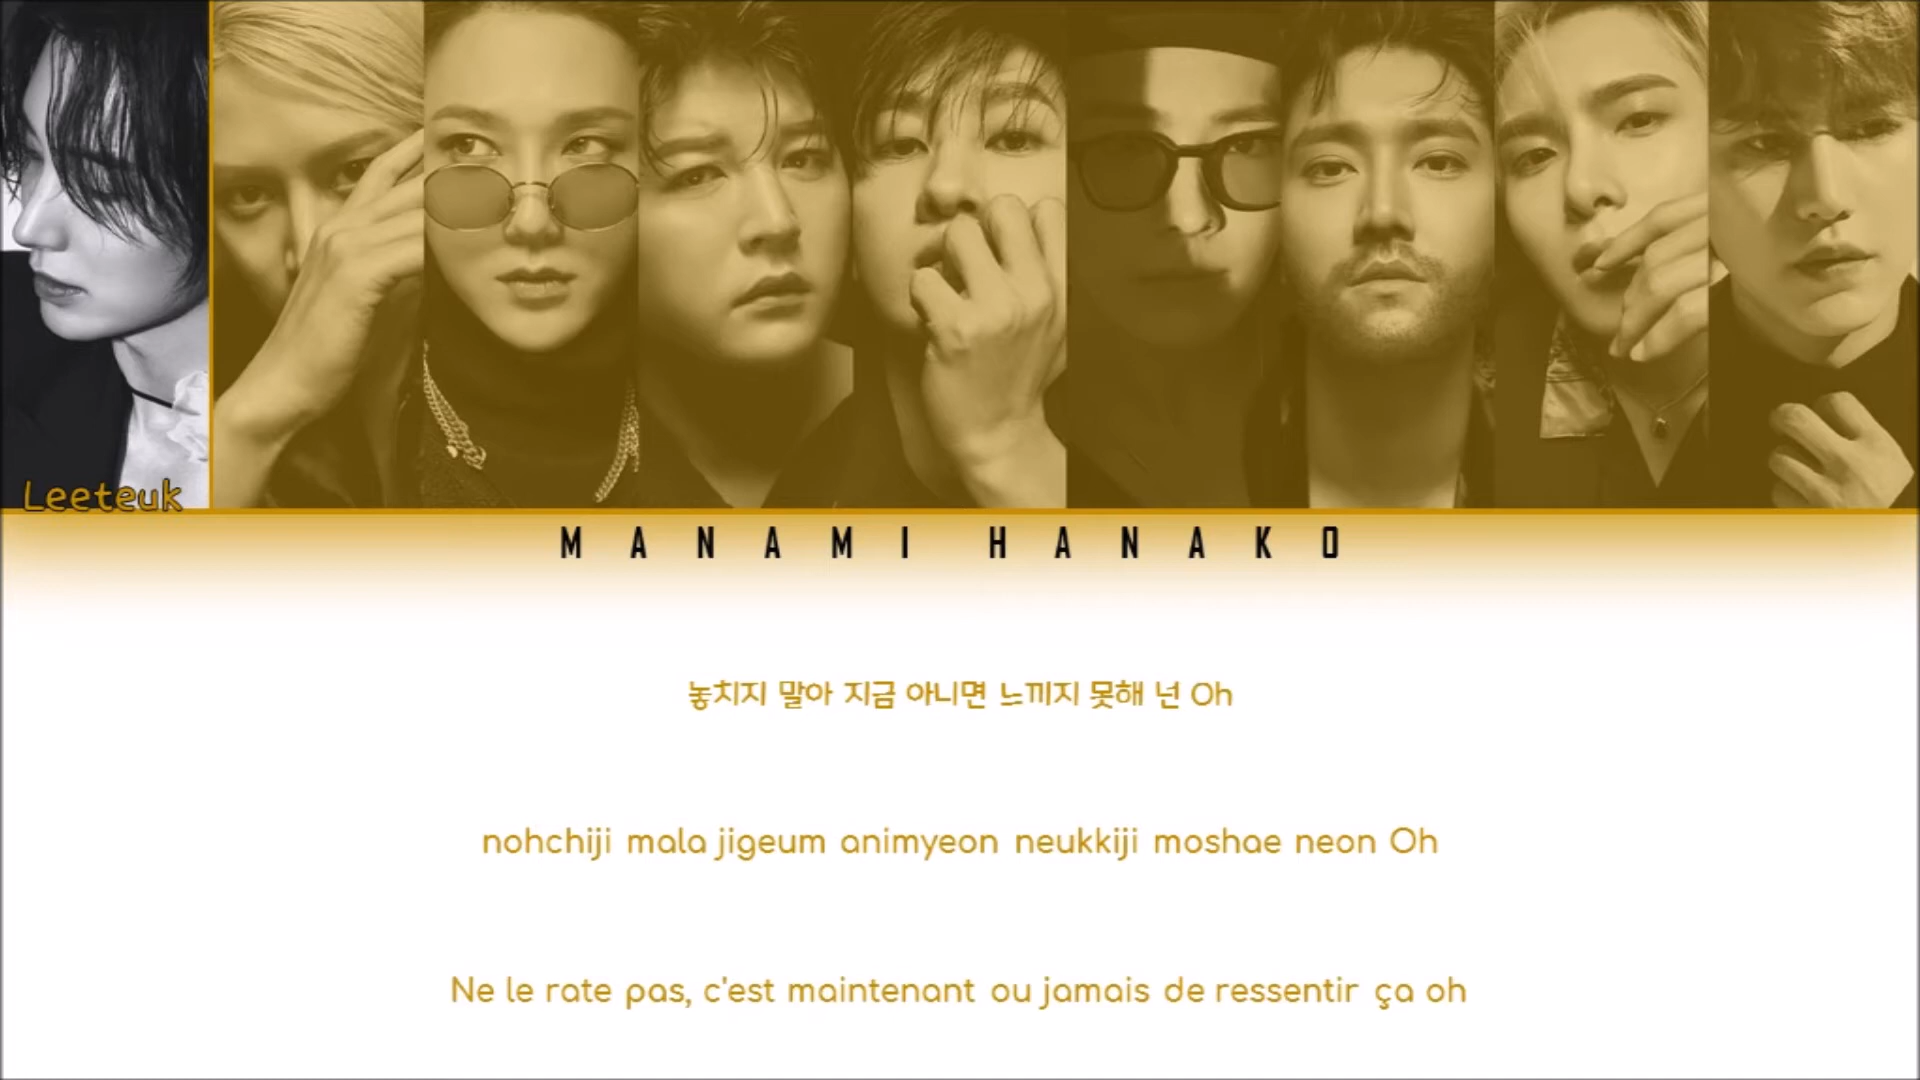 Leeteuk
MANAMI HANAKO
놓치지 말아 지금 아니면 느끼지 못해 넌 Oh
nohchiji mala jigeum animyeon neukkiji moshae neon Oh
Ne le rate pas, c'est maintenant ou jamais de ressentir ça oh